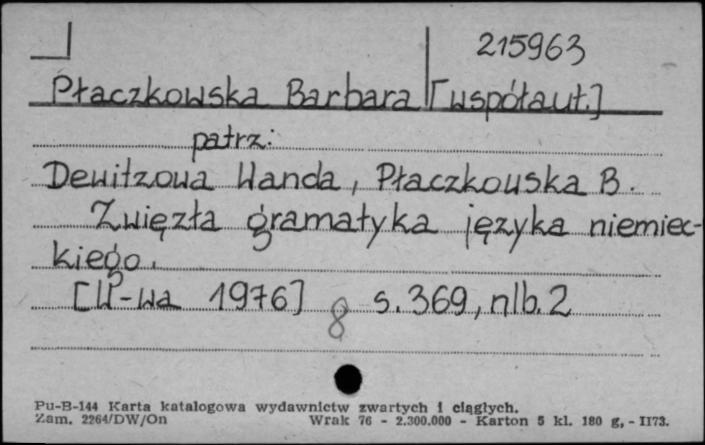 215963
Płaczkowska Barbara [współaut.]
patrz:
Dewitzowa Wanda, Płaczkowska B.
Zwięzła gramatyka języka niemiec-
kiego.
[W-wa 1976] 8 s. 369, nlb. 2
Pu-B-144 Karta katalogowa wydawnictw zwartych i ciągłych.
Zam. 2264/DW/On Wrak 76 - 2.300.000 - Karton 5 kl. 180 g, - II73.